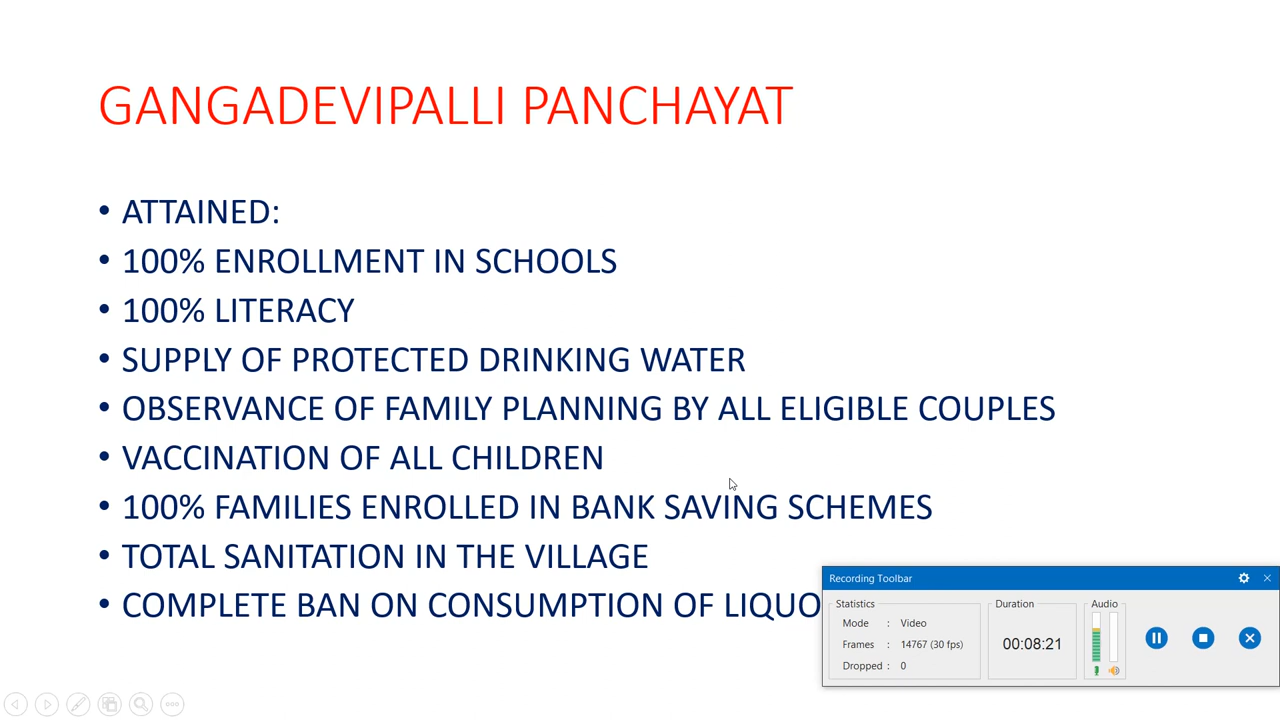 GANGADEVIPALLI PANCHAYAT
• ATTAINED:
• 100% ENROLLMENT IN SCHOOLS
• 100% LITERACY
• SUPPLY OF PROTECTED DRINKING WATER
• OBSERVANCE OF FAMILY PLANNING BY ALL ELIGIBLE COUPLES
• VACCINATION OF ALL CHILDREN
• 100% FAMILIES ENROLLED IN BANK SAVING SCHEMES
• TOTAL SANITATION IN THE VILLAGE
• COMPLETE BAN ON CONSUMPTION OF LIQUO
Recording Toolbar
Statistics
Mode : Video
Frames : 14767 (30 fps)
Dropped : 0
Duration
00:08:21
Audio